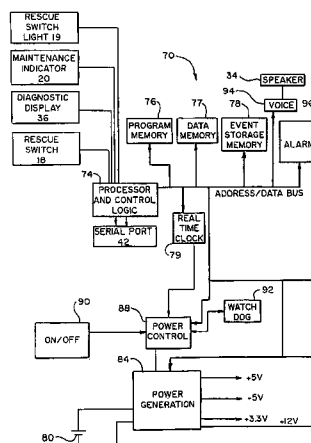 RESCUE
SWITCH
LIGHT 19
MAINTENANCE
INDICATOR
20
DIAGNOSTIC
DISPLAY
36
RESCUE
SWITCH
18
70
76
PROGRAM
MEMORY
77
DATA
MEMORY
78
EVENT
STORAGE
MEMORY
34
SPEAKER
94
VOICE
96
ALARM
74
PROCESSOR
AND CONTROL
LOGIC
ADDRESS/DATA BUS
SERIAL PORT
42
REAL
TIME
CLOCK
79
90
ON/OFF
88
POWER
CONTROL
92
WATCH
DOG
84
POWER
GENERATION
+5V
-5V
+3.3V
+12V
80